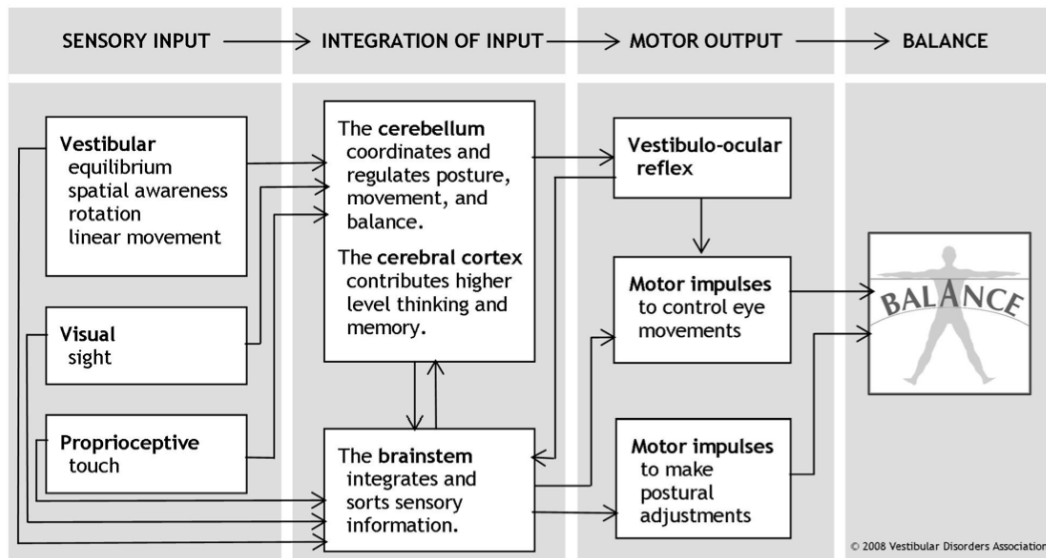 SENSORY INPUT
INTEGRATION OF INPUT
MOTOR OUTPUT
BALANCE
Vestibular
equilibrium
spatial awareness
rotation
linear movement
Visual
sight
Proprioceptive
touch
The cerebellum
coordinates and
regulates posture,
movement, and
balance.
The cerebral cortex
contributes higher
level thinking and
memory.
The brainstem
integrates and
sorts sensory
information.
Vestibulo-ocular
reflex
Motor impulses
to control eye
movements
Motor impulses
to make
postural
adjustments
BALANCE
© 2008 Vestibular Disorders Association